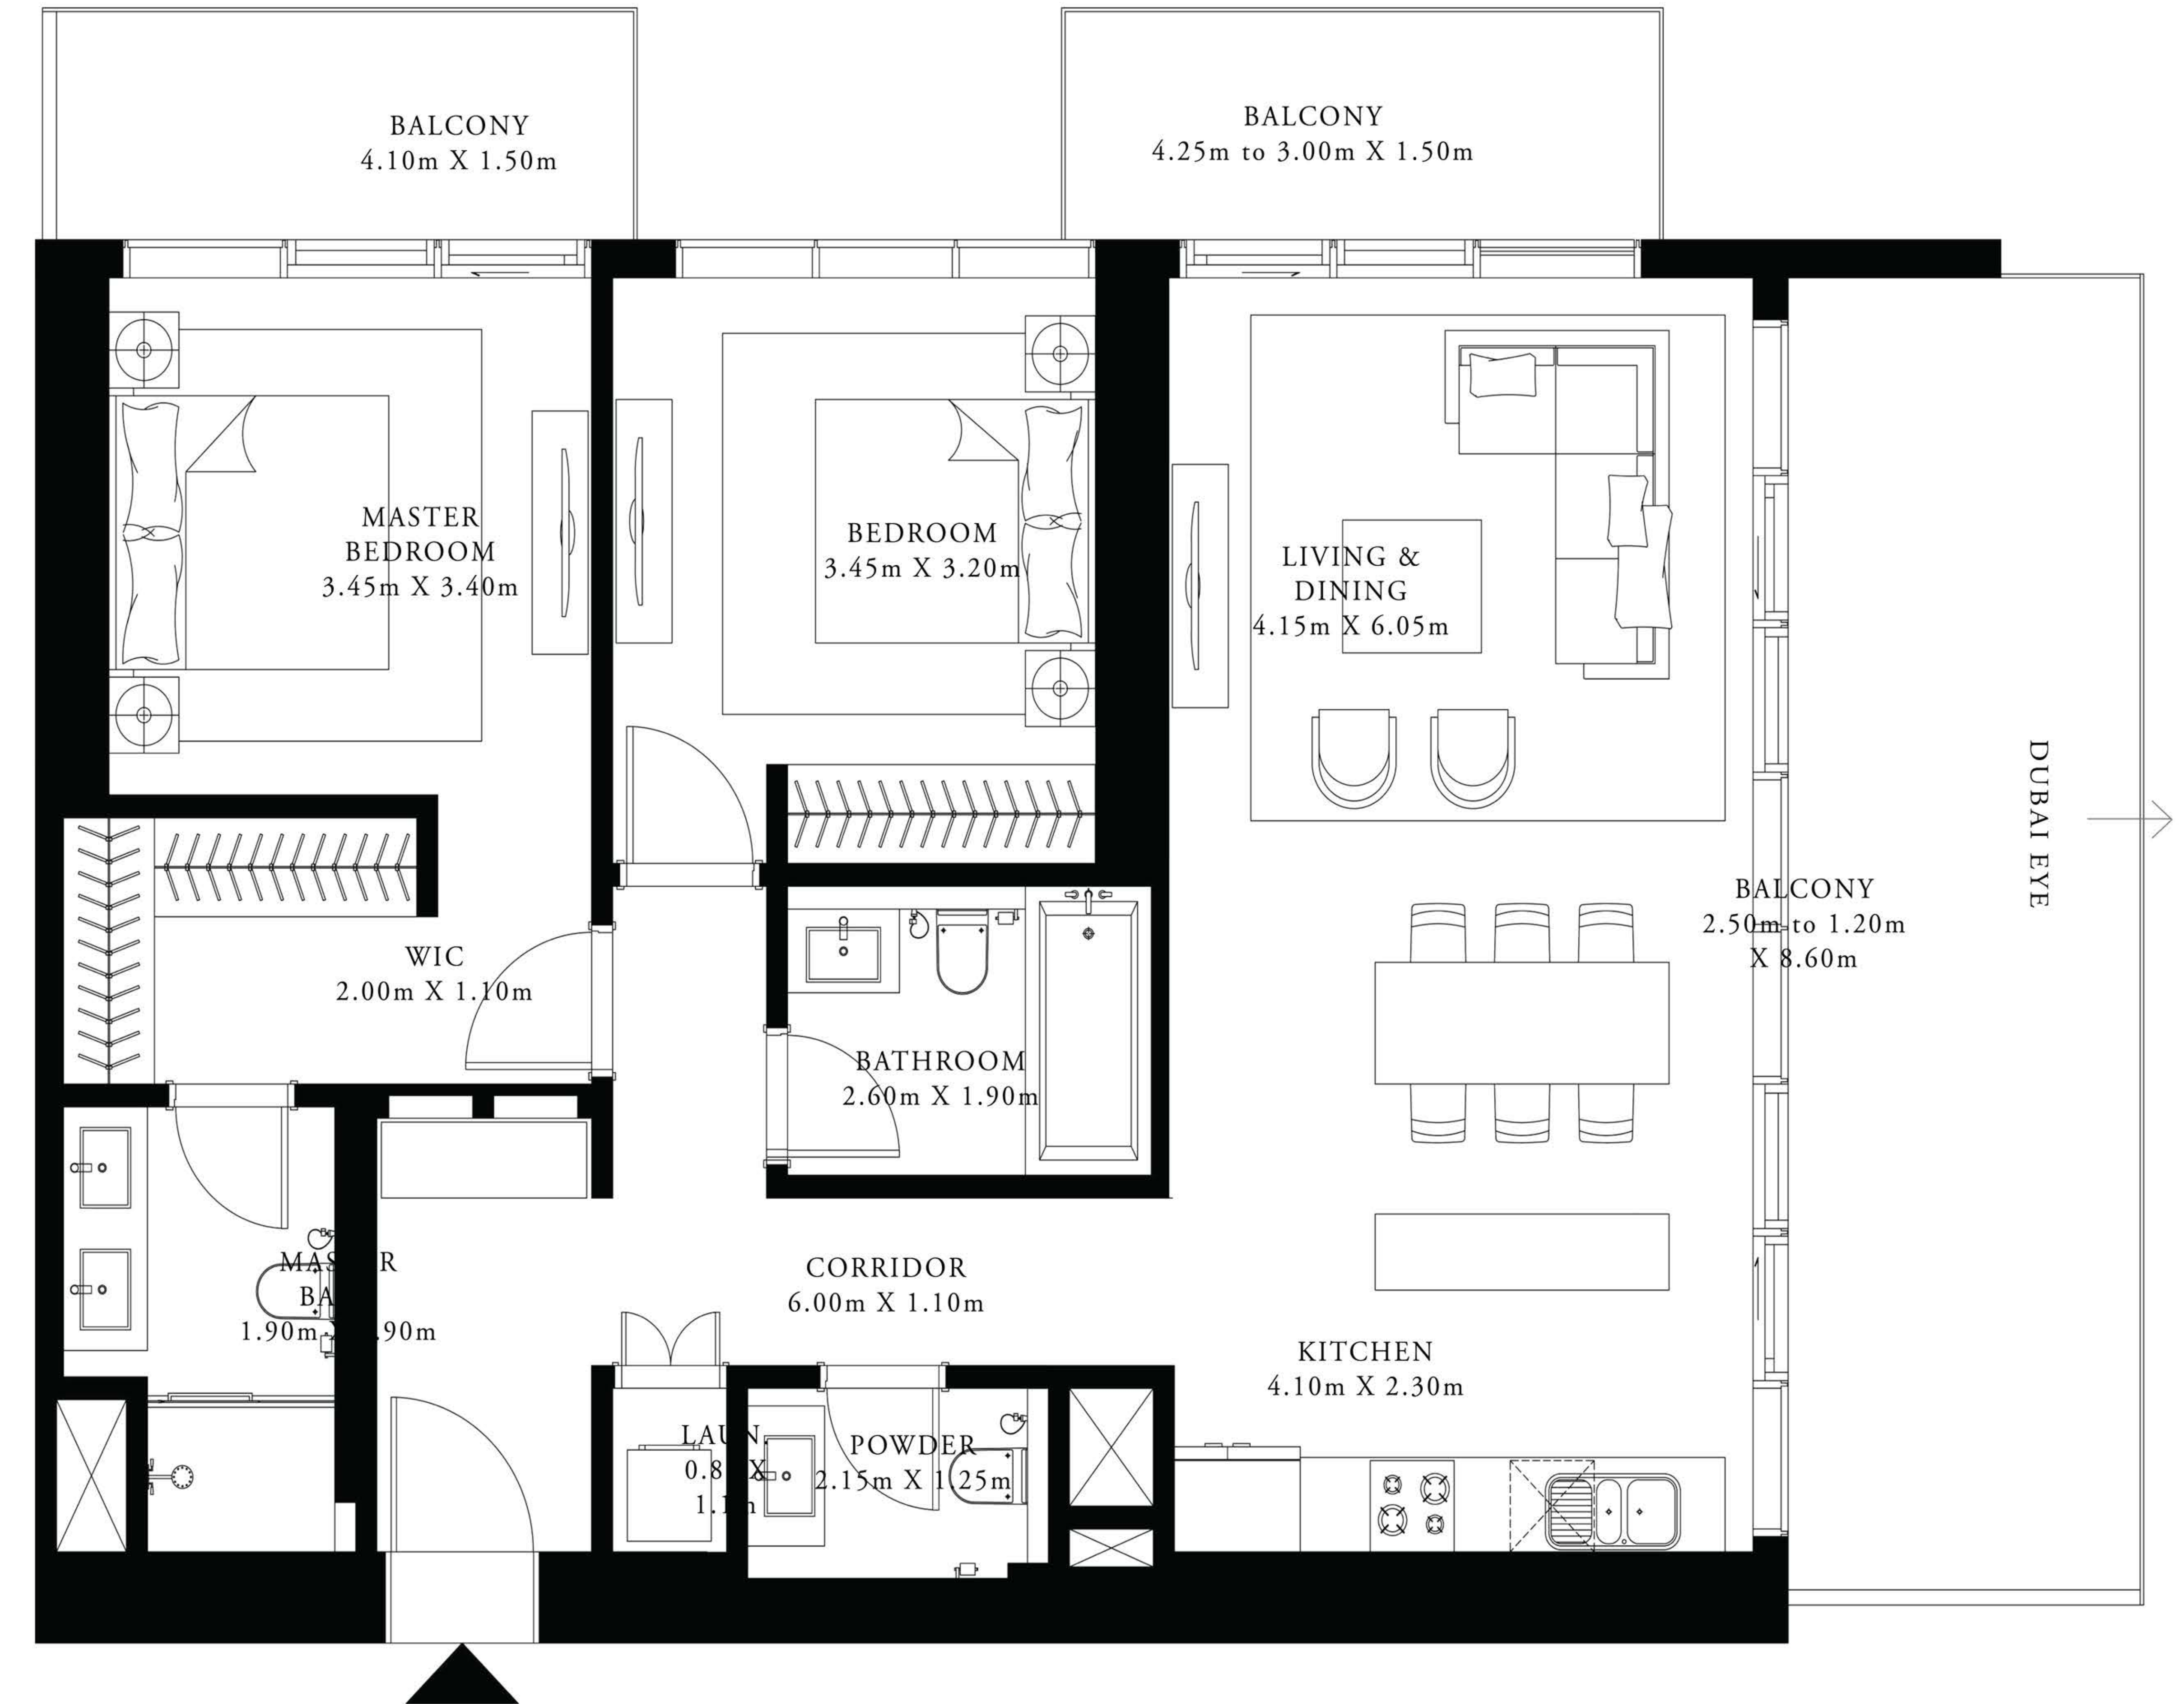 BALCONY
4.10m X 1.50m
BALCONY
4.25m to 3.00m X 1.50m
MASTER
BEDROOM
3.45m X 3.40m
BEDROOM
3.45m X 3.20m
LIVING &
DINING
4.15m X 6.05m
DUBAI EYE
BALCONY
2.50m to 1.20m
X 8.60m
WIC
2.00m X 1.10m
BATHROOM
2.60m X 1.90m
1.90m
CORRIDOR
6.00m X 1.10m
KITCHEN
4.10m X 2.30m
LAUN.
X
POWDER
2.15m X 1.25m